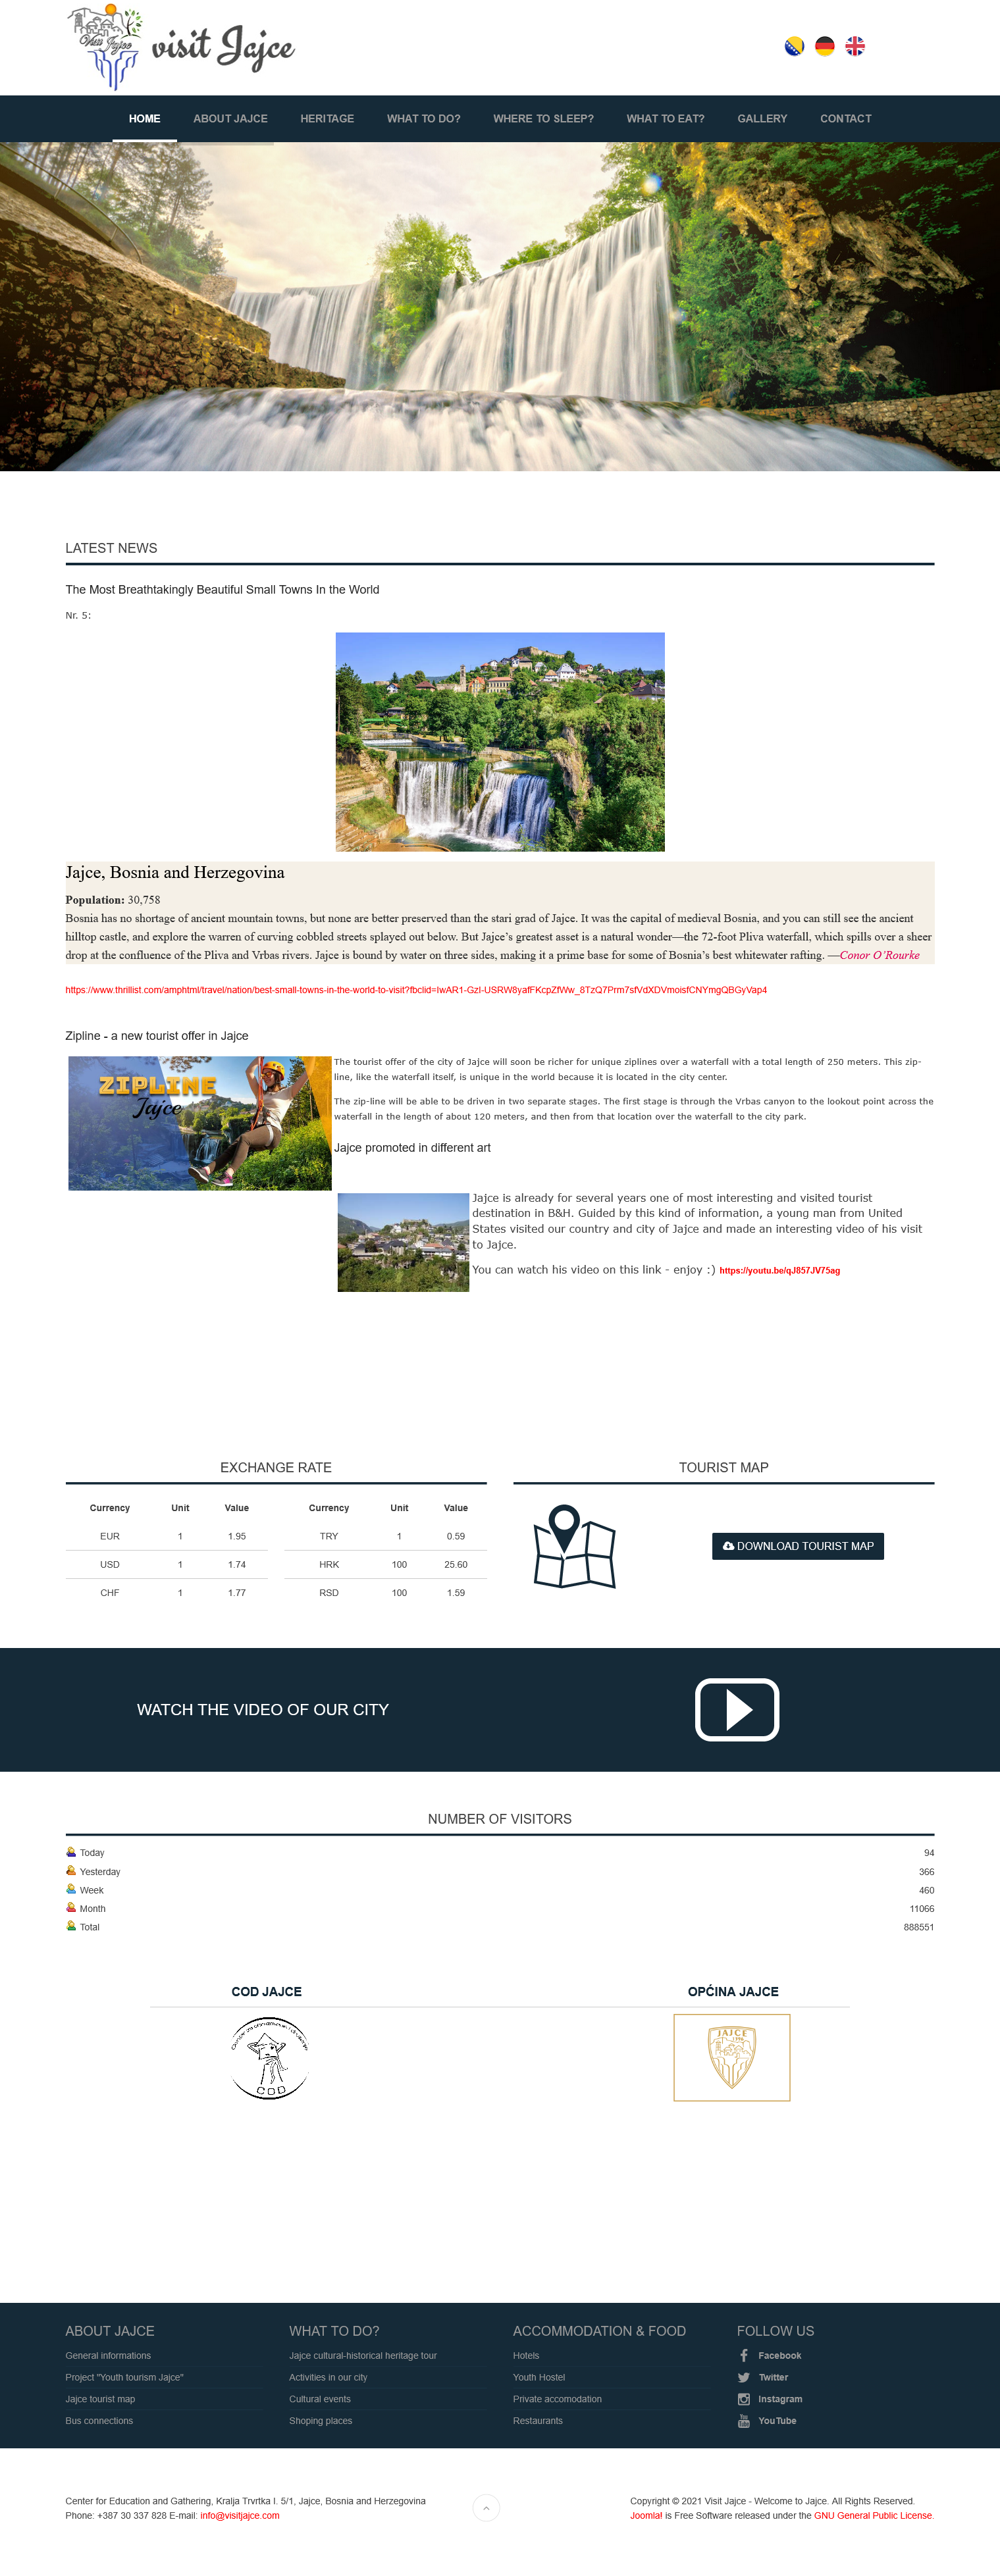 Visit Jajce
visit Jajce
HOME ABOUT JAJCE HERITAGE WHAT TO DO? WHERE TO SLEEP? WHAT TO EAT? GALLERY CONTACT
LATEST NEWS
The Most Breathtakingly Beautiful Small Towns In the World
Nr. 5:
Jajce, Bosnia and Herzegovina
Population: 30,758
Bosnia has no shortage of ancient mountain towns, but none are better preserved than the stari grad of Jajce. It was the capital of medieval Bosnia, and you can still see the ancient
hilltop castle, and explore the warren of curving cobbled streets splayed out below. But Jajce’s greatest asset is a natural wonder—the 72-foot Pliva waterfall, which spills over a sheer
drop at the confluence of the Pliva and Vrbas rivers. Jajce is bound by water on three sides, making it a prime base for some of Bosnia’s best whitewater rafting. —Conor O’Rourke
https://www.thrillist.com/amphtml/travel/nation/best-small-towns-in-the-world-to-visit?fbclid=IwAR1-GzI-USRW8yafFKcpZfWw_8TzQ7Prm7sfVdXDVmoisfCNYmgQBGyVap4
Zipline - a new tourist offer in Jajce
ZIPLINE
Jajce
The tourist offer of the city of Jajce will soon be richer for unique ziplines over a waterfall with a total length of 250 meters. This zip-
line, like the waterfall itself, is unique in the world because it is located in the city center.
The zip-line will be able to be driven in two separate stages. The first stage is through the Vrbas canyon to the lookout point across the
waterfall in the length of about 120 meters, and then from that location over the waterfall to the city park.
Jajce promoted in different art
Jajce is already for several years one of most interesting and visited tourist
destination in B&H. Guided by this kind of information, a young man from United
States visited our country and city of Jajce and made an interesting video of his visit
to Jajce.
You can watch his video on this link - enjoy :) https://youtu.be/qJ857JV75ag
EXCHANGE RATE
Currency Unit Value Currency Unit Value
EUR 1 1.95 TRY 1 0.59
USD 1 1.74 HRK 100 25.60
CHF 1 1.77 RSD 100 1.59
TOURIST MAP
DOWNLOAD TOURIST MAP
WATCH THE VIDEO OF OUR CITY
NUMBER OF VISITORS
Today 94
Yesterday 366
Week 460
Month 11066
Total 888551
COD JAJCE
COD
OPĆINA JAJCE
JAJCE
ABOUT JAJCE
General informations
Project "Youth tourism Jajce"
Jajce tourist map
Bus connections
WHAT TO DO?
Jajce cultural-historical heritage tour
Activities in our city
Cultural events
Shoping places
ACCOMMODATION & FOOD
Hotels
Youth Hostel
Private accomodation
Restaurants
FOLLOW US
Facebook
Twitter
Instagram
YouTube
Center for Education and Gathering, Kralja Trvrtka I. 5/1, Jajce, Bosnia and Herzegovina
Phone: +387 30 337 828 E-mail: info@visitjajce.com
Copyright © 2021 Visit Jajce - Welcome to Jajce. All Rights Reserved.
Joomla! is Free Software released under the GNU General Public License.